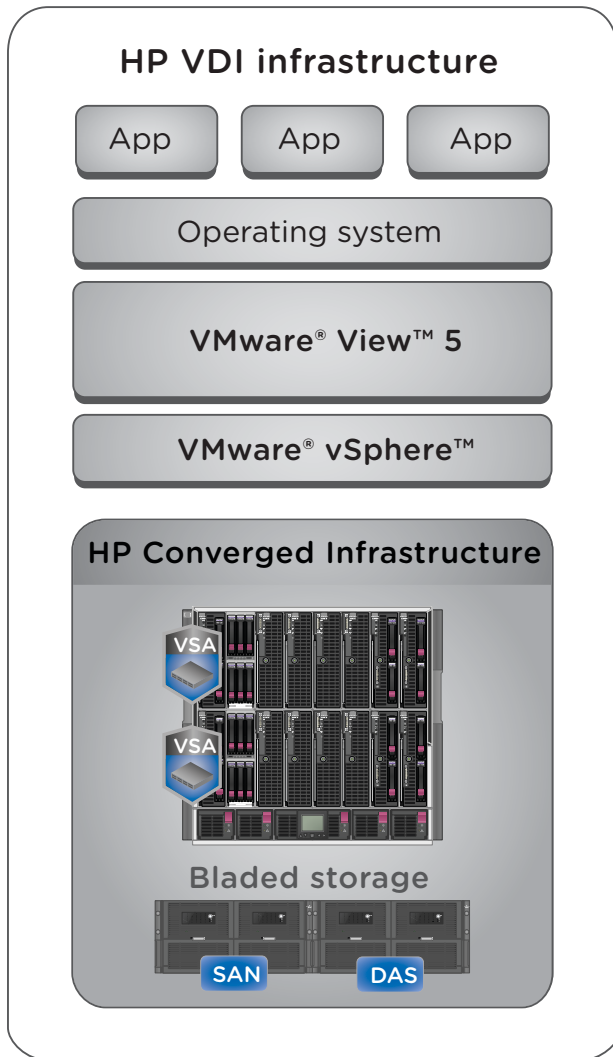 HP VDI infrastructure
App App App
Operating system
VMware® View™ 5
VMware® vSphere™
HP Converged Infrastructure
VSA
VSA
Bladed storage
SAN DAS